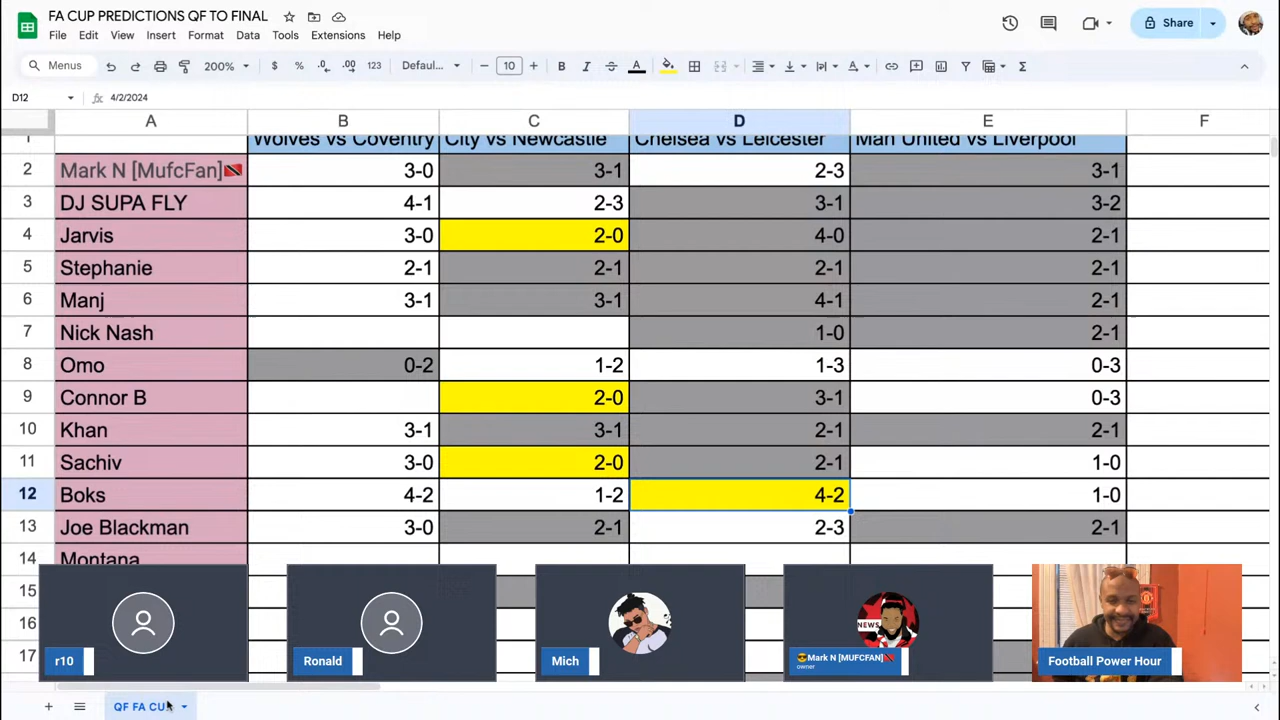 FA CUP PREDICTIONS QF TO FINAL
File Edit View Insert Format Data Tools Extensions Help
Share
Menus 200% $ % .0 .00 123 Defaul... 10 B I A
D12 fx 4/2/2024
A B C D E F
1 Wolves vs Coventry City vs Newcastle Chelsea vs Leicester Man United vs Liverpool
2 Mark N [MufcFan]🇹🇹 3-0 3-1 2-3 3-1
3 DJ SUPA FLY 4-1 2-3 3-1 3-2
4 Jarvis 3-0 2-0 4-0 2-1
5 Stephanie 2-1 2-1 2-1 2-1
6 Manj 3-1 3-1 4-1 2-1
7 Nick Nash 1-0 2-1
8 Omo 0-2 1-2 1-3 0-3
9 Connor B 2-0 3-1 0-3
10 Khan 3-1 3-1 2-1 2-1
11 Sachiv 3-0 2-0 2-1 1-0
12 Boks 4-2 1-2 4-2 1-0
13 Joe Blackman 3-0 2-1 2-3 2-1
14 Montana
15
16
17
NEWS
r10
Ronald
Mich
😎Mark N [MUFCFAN]🇹🇹
owner
Football Power Hour
QF FA CU